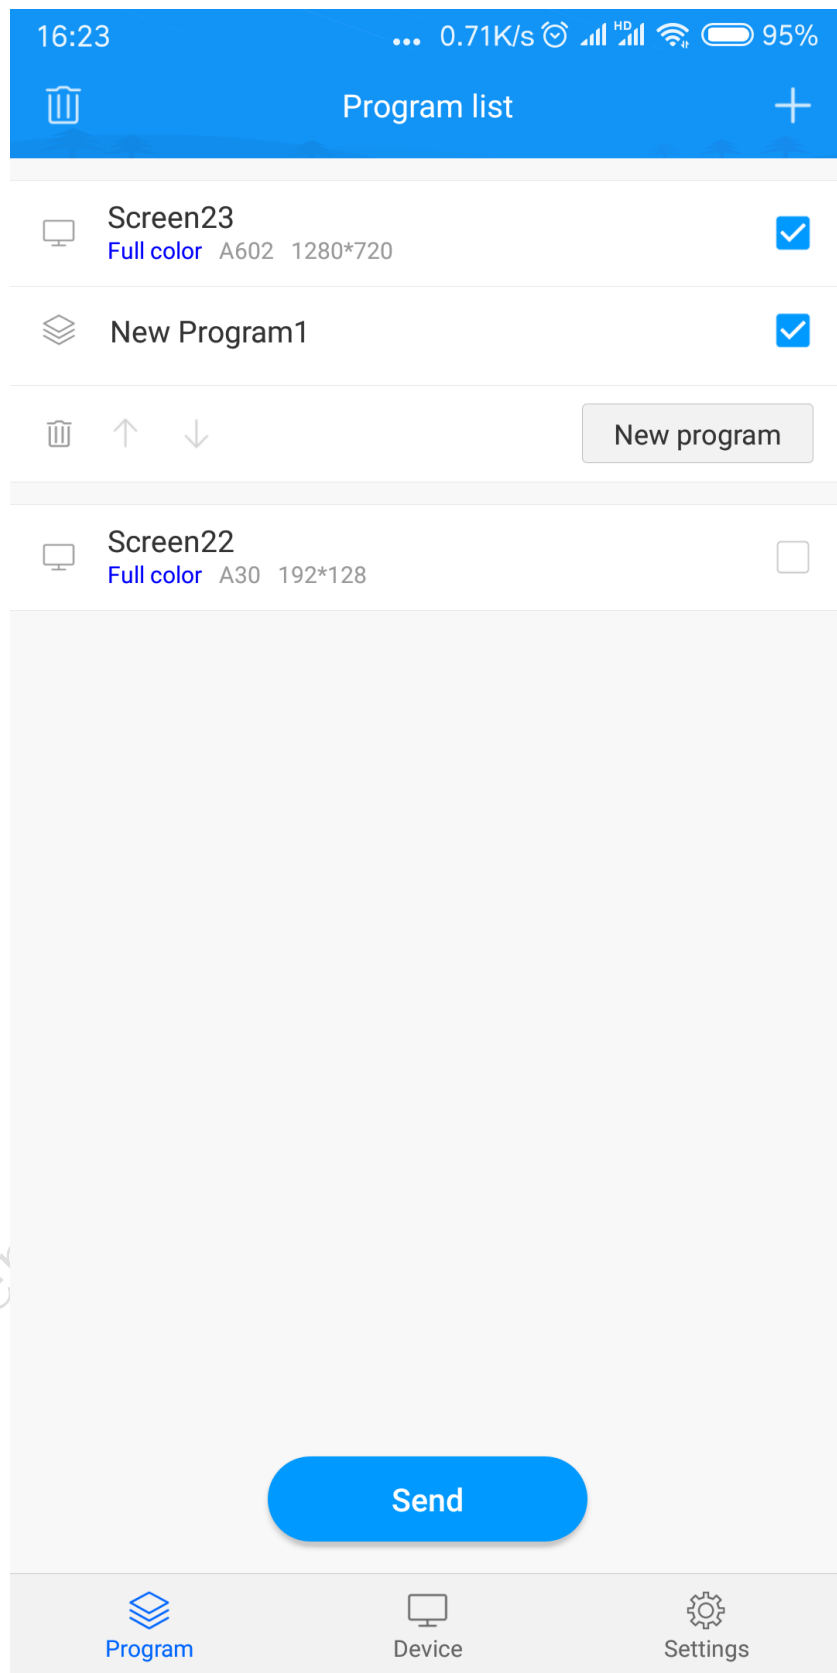 16:23 ... 0.71K/s HD 95%
Program list
Screen23
Full color A602 1280*720
New Program1
New program
Screen22
Full color A30 192*128
Send
Program Device Settings